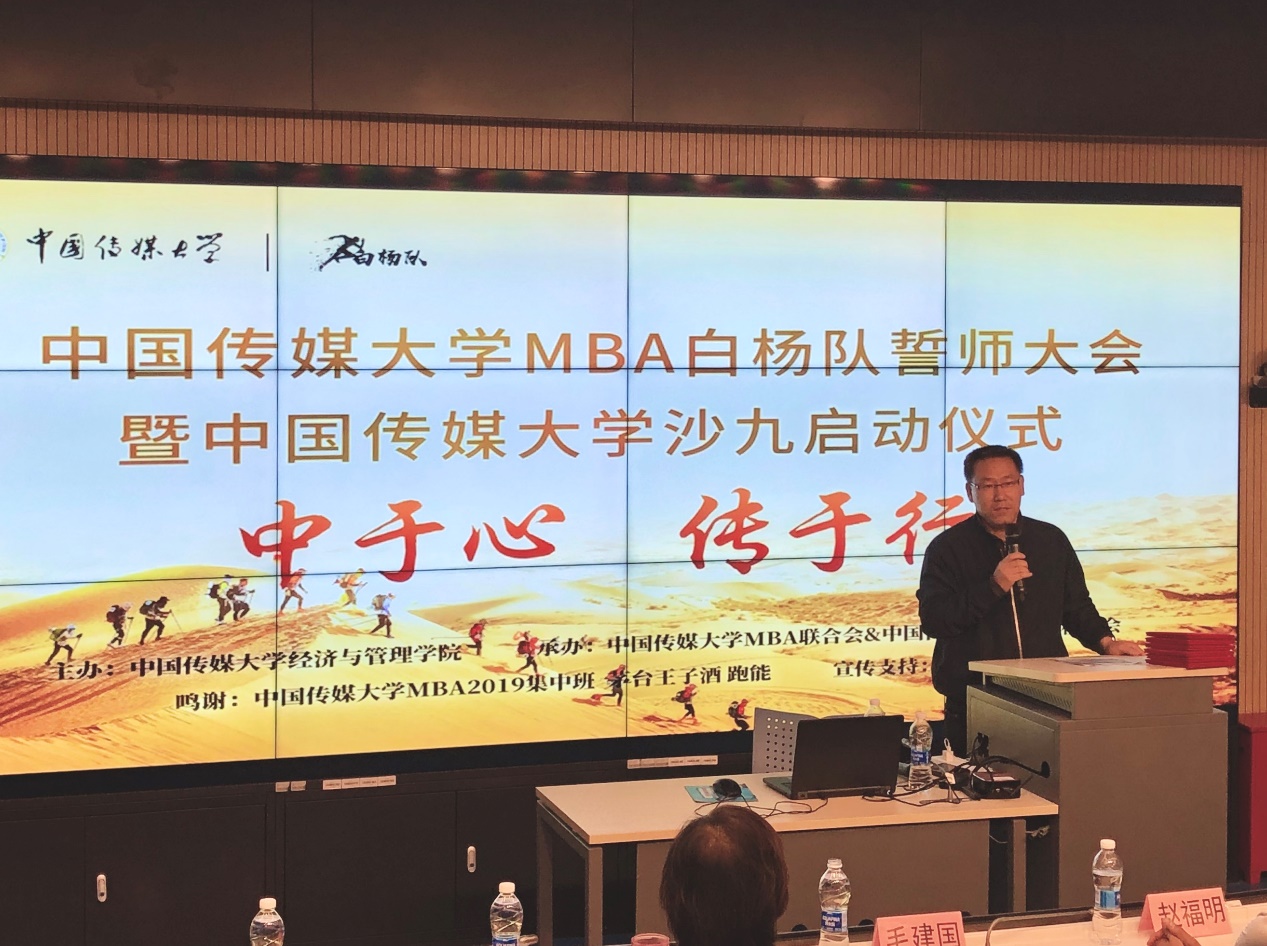 中国传媒大学 白杨队
中国传媒大学MBA白杨队誓师大会
暨中国传媒大学沙九启动仪式
中于心 传于行
主办：中国传媒大学经济与管理学院 承办：中国传媒大学MBA联合会&中国
鸣谢：中国传媒大学MBA2019集中班 茅台王子酒 跑能 宣传支持：
毛建国 赵福明